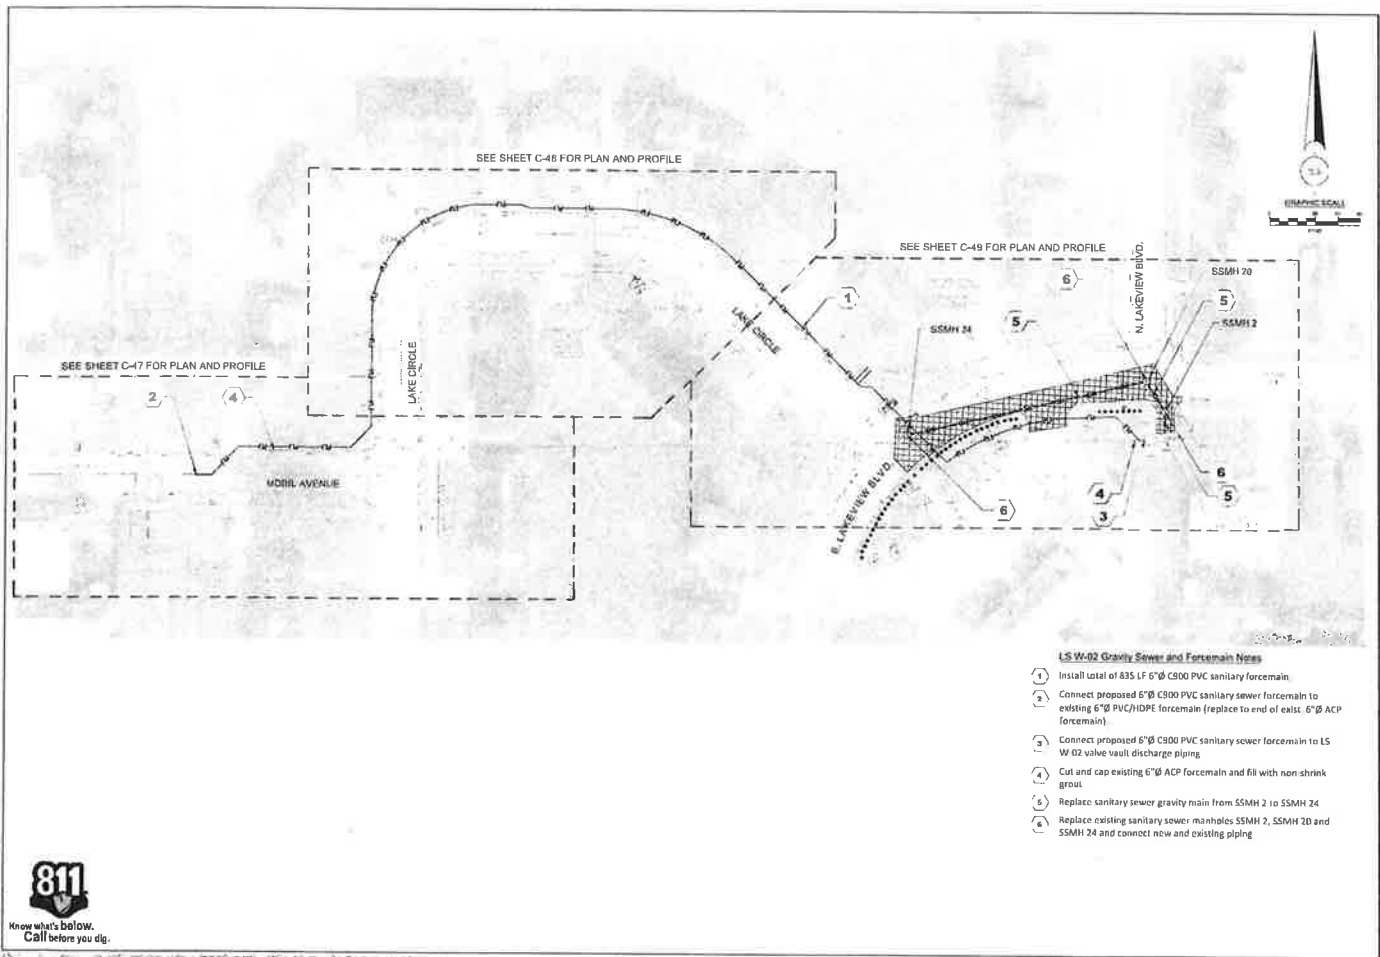 SEE SHEET C-48 FOR PLAN AND PROFILE
GRAPHIC SCALE
SEE SHEET C-49 FOR PLAN AND PROFILE
N. LAKEVIEW BLVD.
SSMH 20
6
5
1
SSMH 24
5
SSMH 2
LAKE CIRCLE
SEE SHEET C-47 FOR PLAN AND PROFILE
LAKE CIRCLE
2
4
MOBIL AVENUE
B. LAKEVIEW BLVD.
6
4
3
6
5
LS W-02 Gravity Sewer and Forcemain Notes
1 Install total of 835 LF 6"Ø C900 PVC sanitary forcemain
2 Connect proposed 6"Ø C900 PVC sanitary sewer forcemain to
existing 6"Ø PVC/HDPE forcemain (replace to end of exist. 6"Ø ACP
forcemain)
3 Connect proposed 6"Ø C900 PVC sanitary sewer forcemain to LS
W-02 valve vault discharge piping
4 Cut and cap existing 6"Ø ACP forcemain and fill with non-shrink
grout
5 Replace sanitary sewer gravity main from SSMH 2 to SSMH 24
6 Replace existing sanitary sewer manholes SSMH 2, SSMH 20 and
SSMH 24 and connect new and existing piping
811
Know what's below.
Call before you dig.